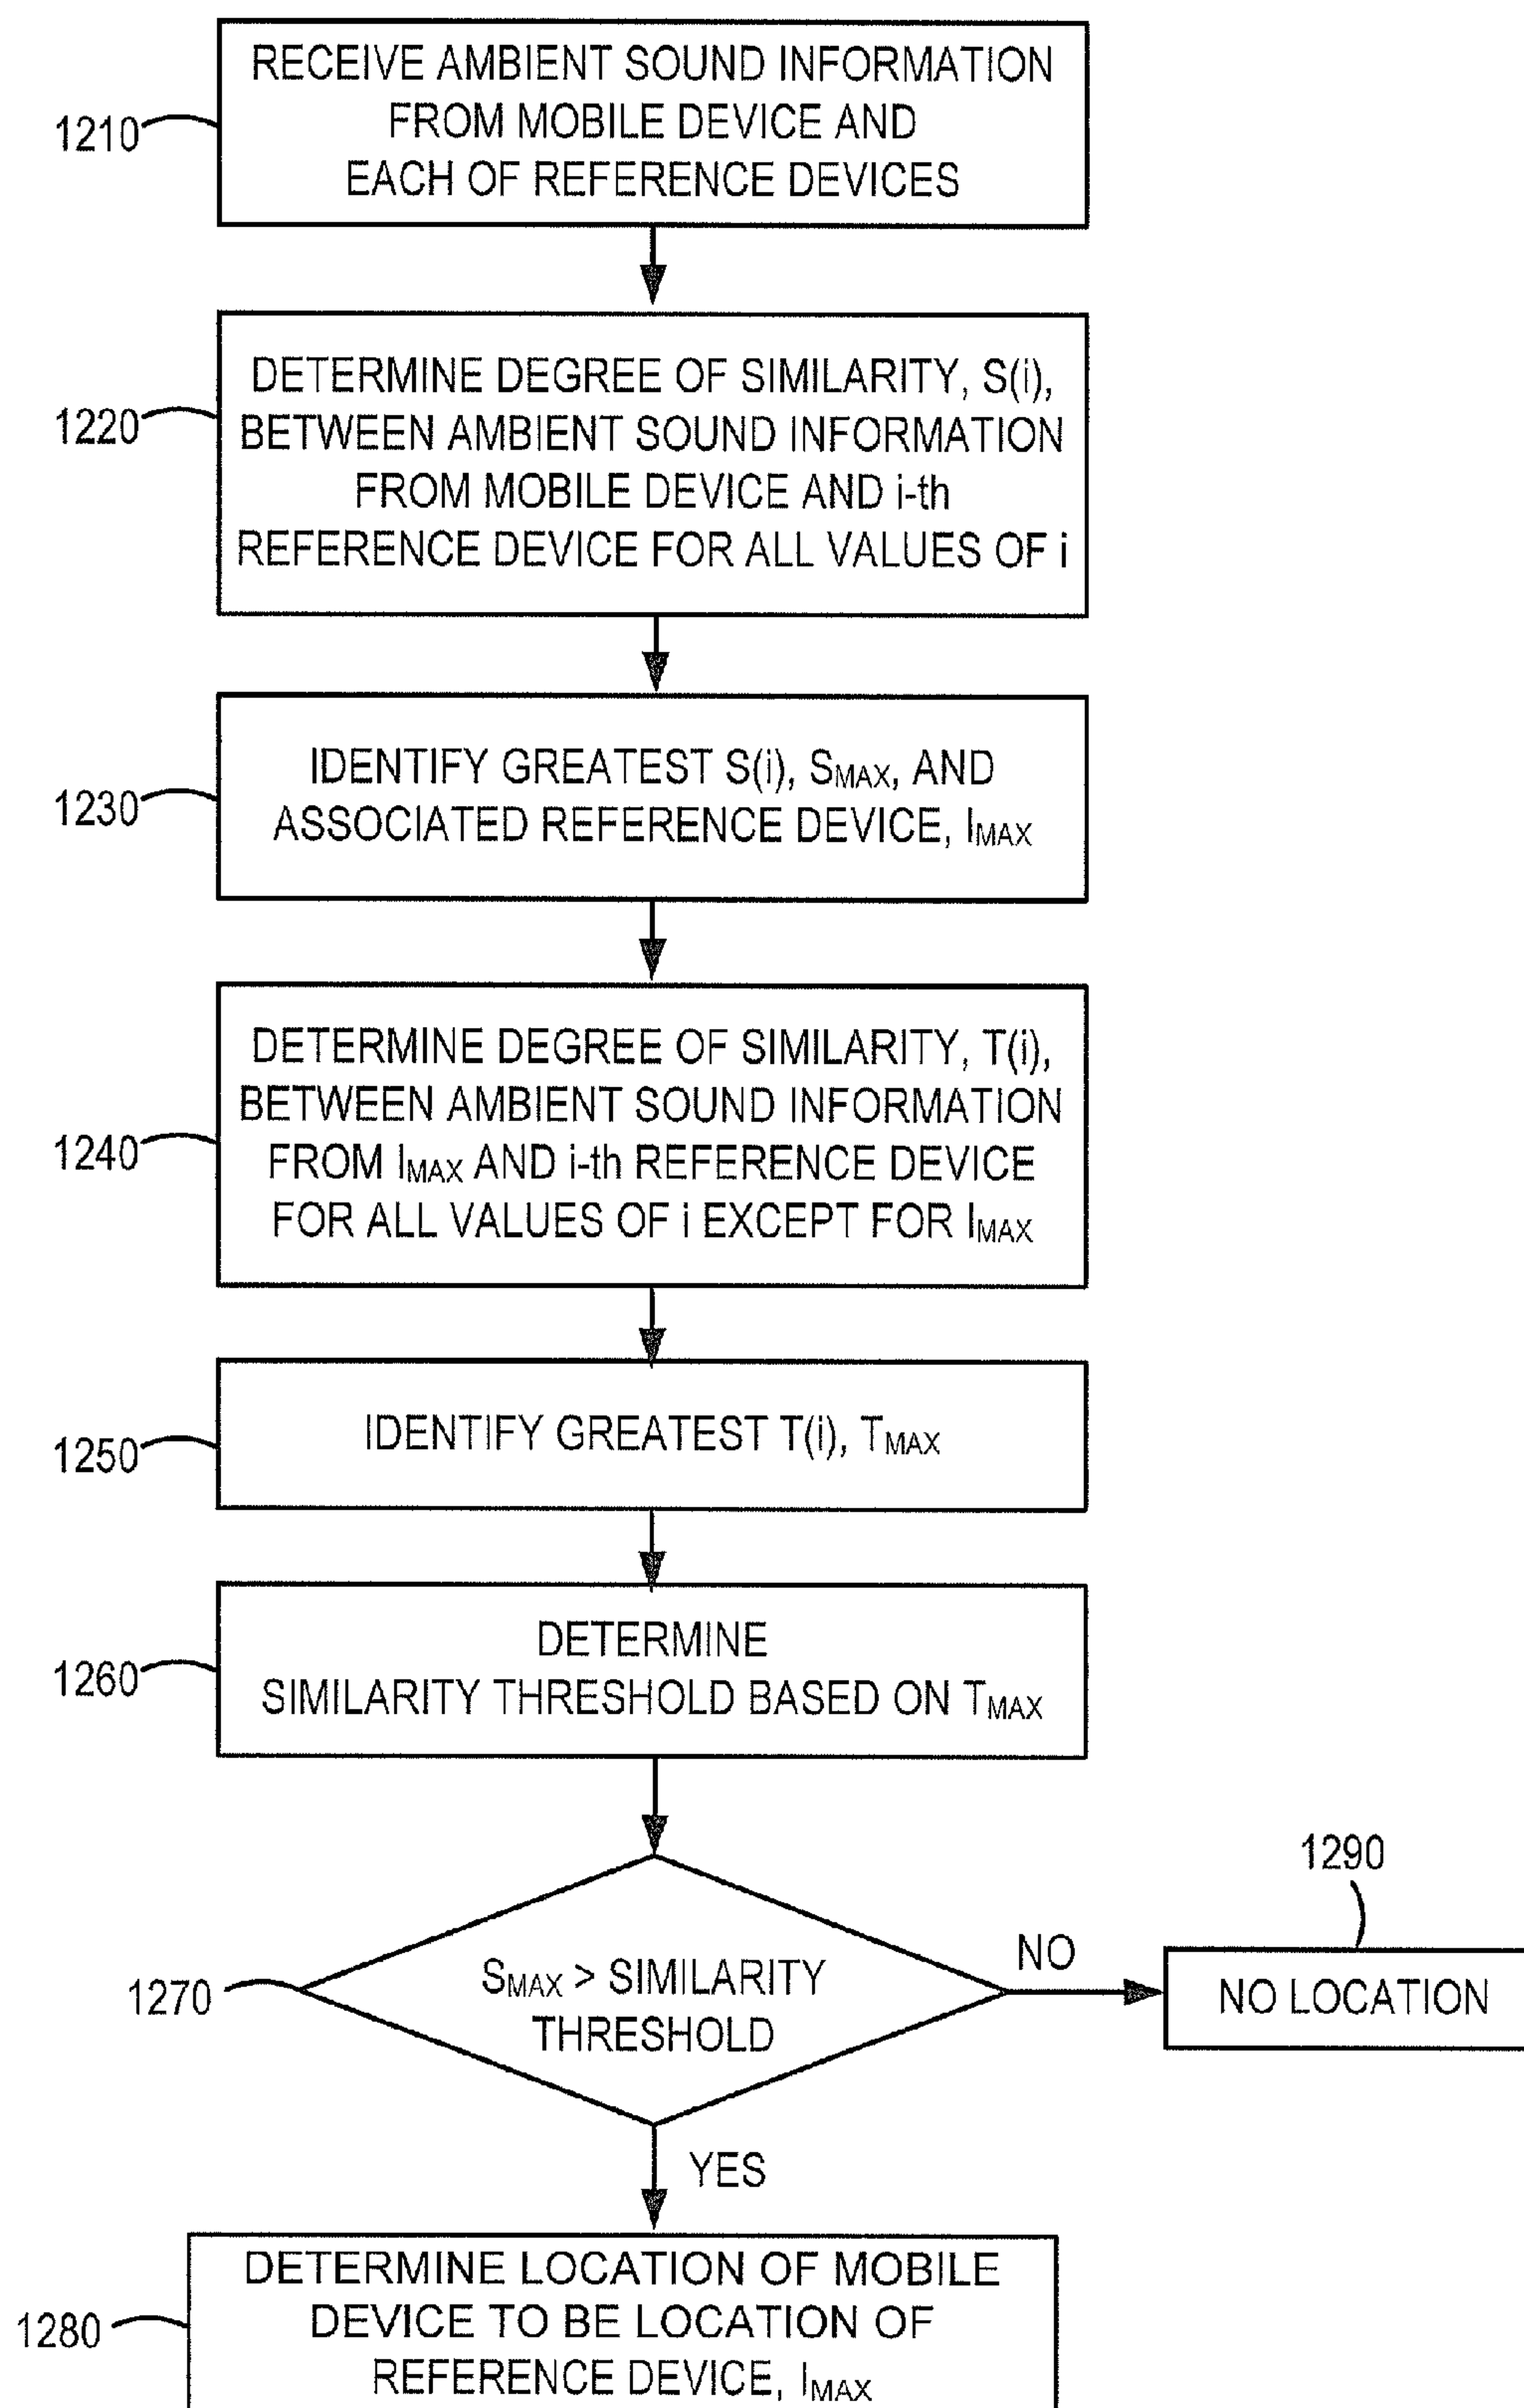 1210
RECEIVE AMBIENT SOUND INFORMATION
FROM MOBILE DEVICE AND
EACH OF REFERENCE DEVICES
1220
DETERMINE DEGREE OF SIMILARITY, S(i),
BETWEEN AMBIENT SOUND INFORMATION
FROM MOBILE DEVICE AND i-th
REFERENCE DEVICE FOR ALL VALUES OF i
1230
IDENTIFY GREATEST S(i), SMAX, AND
ASSOCIATED REFERENCE DEVICE, IMAX
1240
DETERMINE DEGREE OF SIMILARITY, T(i),
BETWEEN AMBIENT SOUND INFORMATION
FROM IMAX AND i-th REFERENCE DEVICE
FOR ALL VALUES OF i EXCEPT FOR IMAX
1250
IDENTIFY GREATEST T(i), TMAX
1260
DETERMINE
SIMILARITY THRESHOLD BASED ON TMAX
1270
SMAX > SIMILARITY
THRESHOLD
NO
1290
NO LOCATION
YES
1280
DETERMINE LOCATION OF MOBILE
DEVICE TO BE LOCATION OF
REFERENCE DEVICE, IMAX